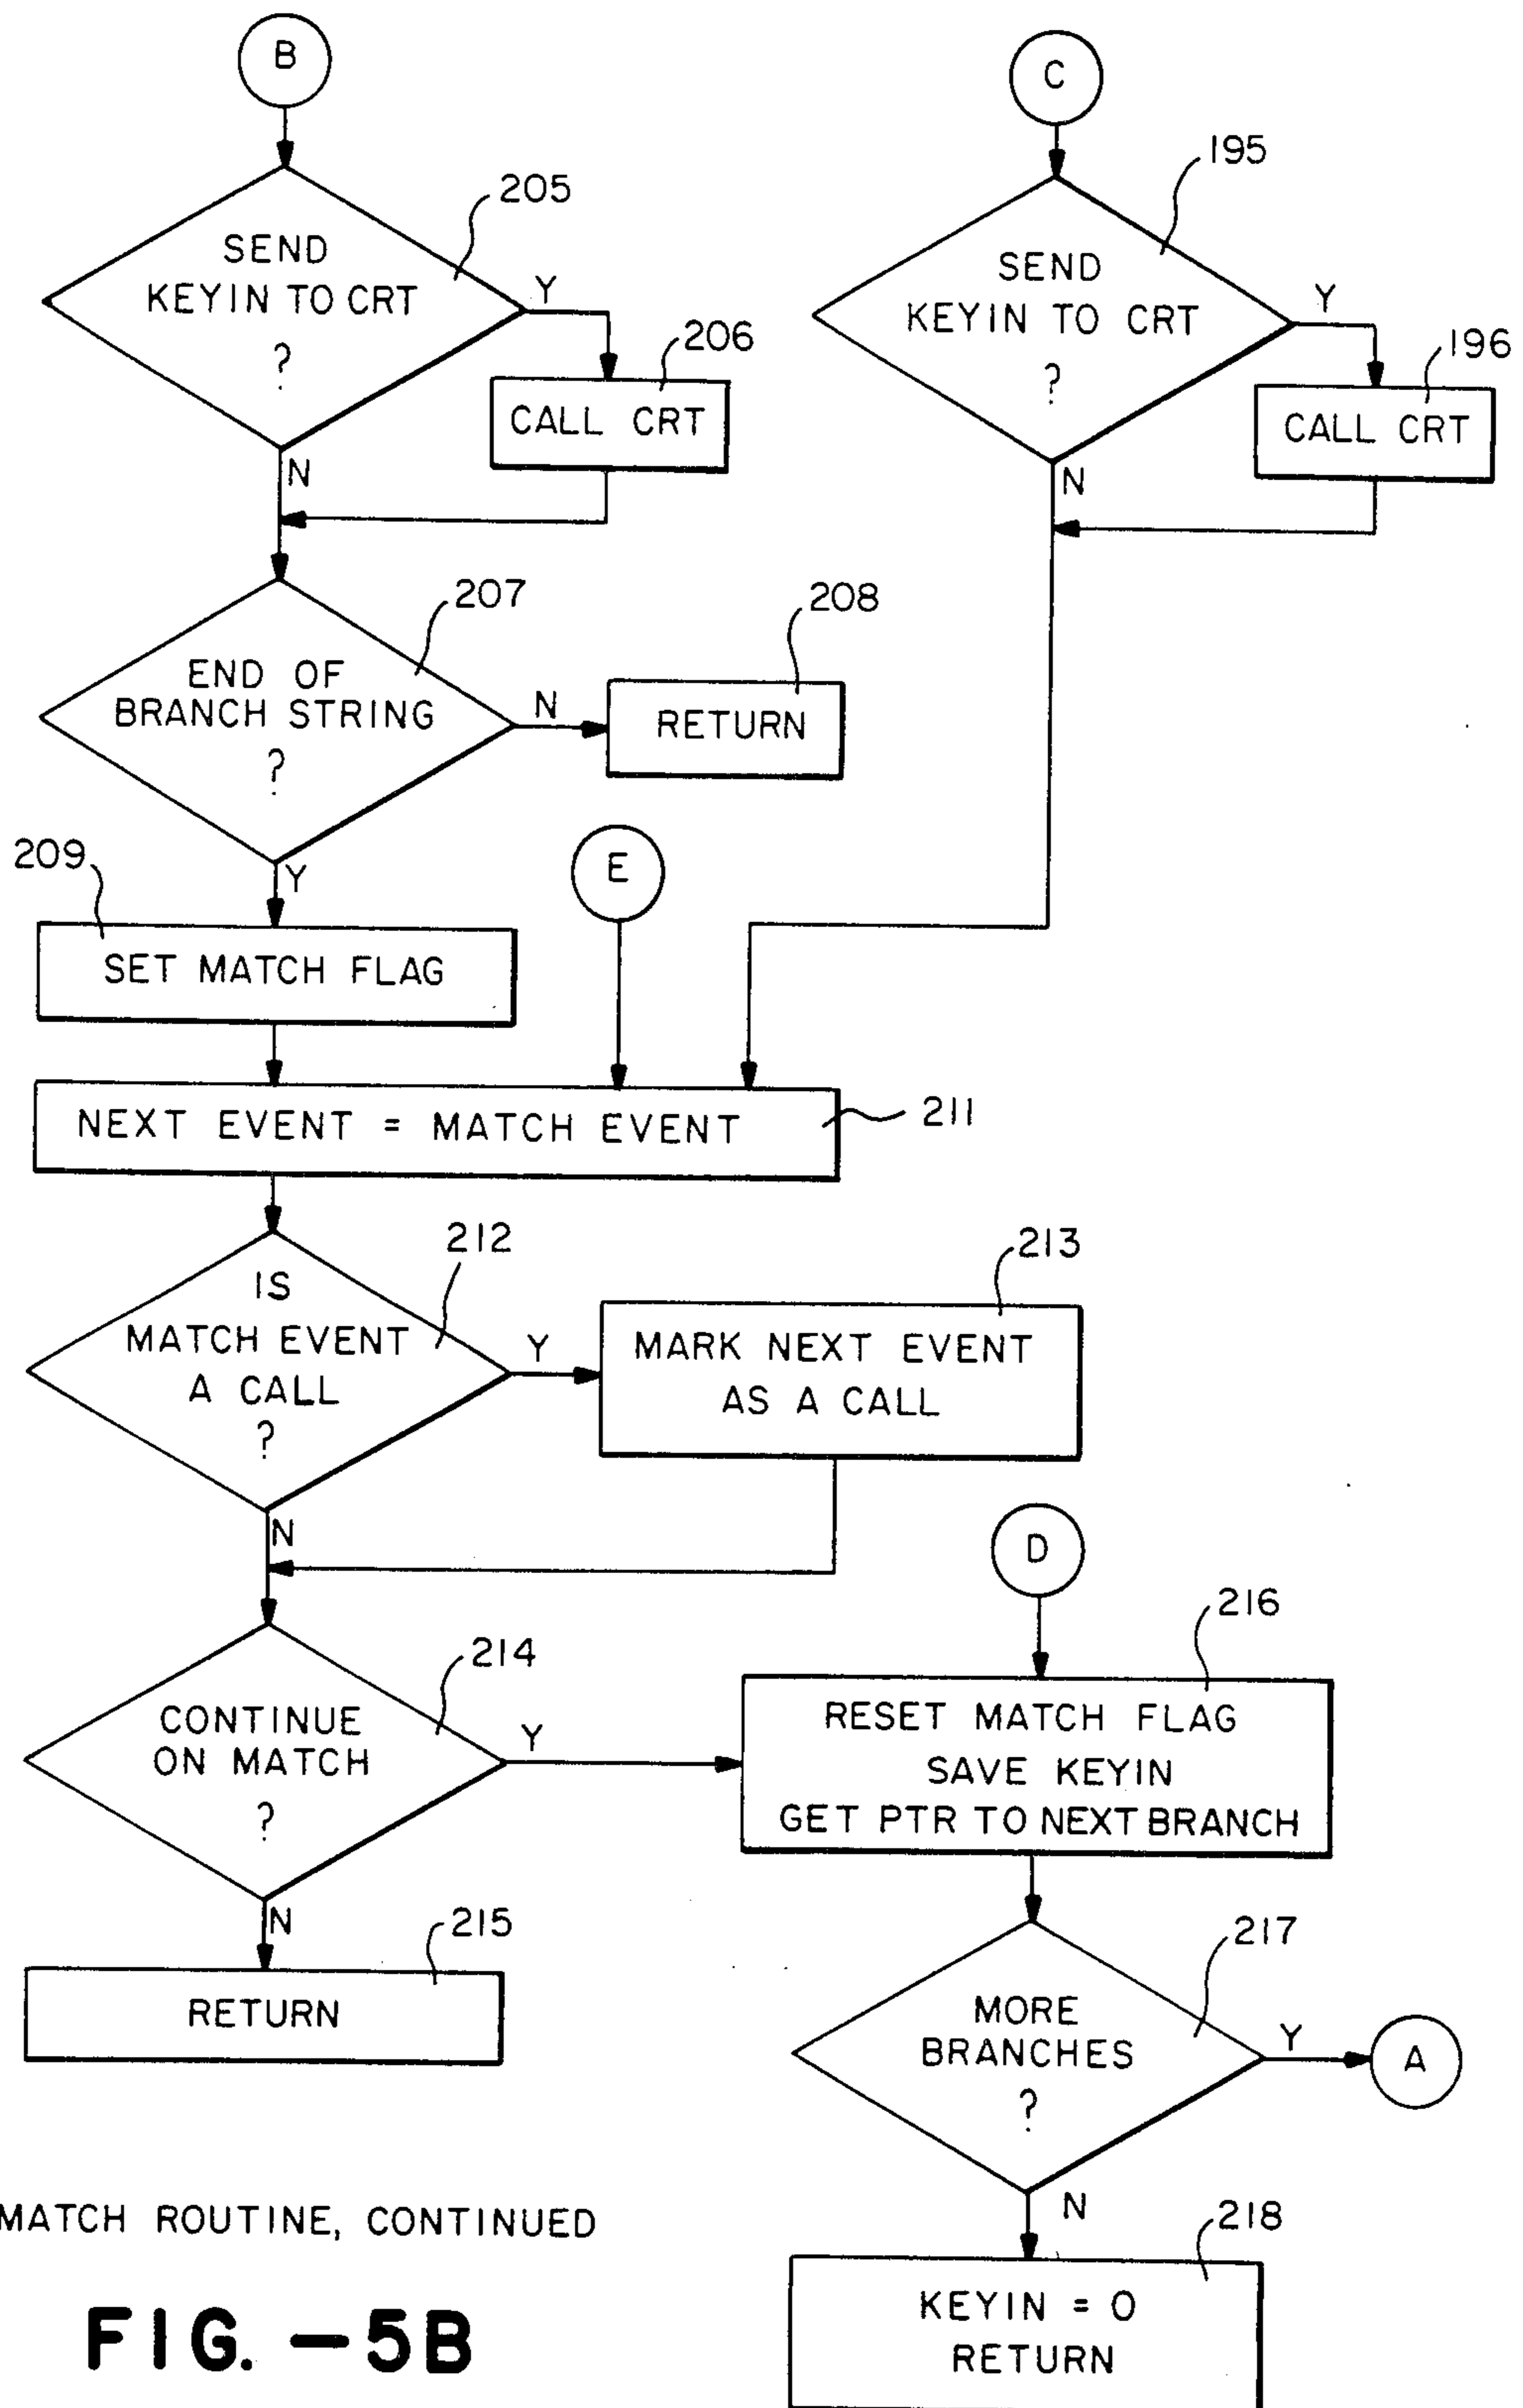 B
C
205
195
SEND
KEYIN TO CRT
?
Y
206
CALL CRT
N
SEND
KEYIN TO CRT
?
Y
196
CALL CRT
N
207
208
END OF
BRANCH STRING
?
N
RETURN
Y
209
E
SET MATCH FLAG
NEXT EVENT = MATCH EVENT
211
212
213
IS
MATCH EVENT
A CALL
?
Y
MARK NEXT EVENT
AS A CALL
N
D
214
216
CONTINUE
ON MATCH
?
Y
RESET MATCH FLAG
SAVE KEYIN
GET PTR TO NEXT BRANCH
N
215
RETURN
217
MORE
BRANCHES
?
Y
A
N
218
KEYIN = 0
RETURN
MATCH ROUTINE, CONTINUED
FIG. —5B